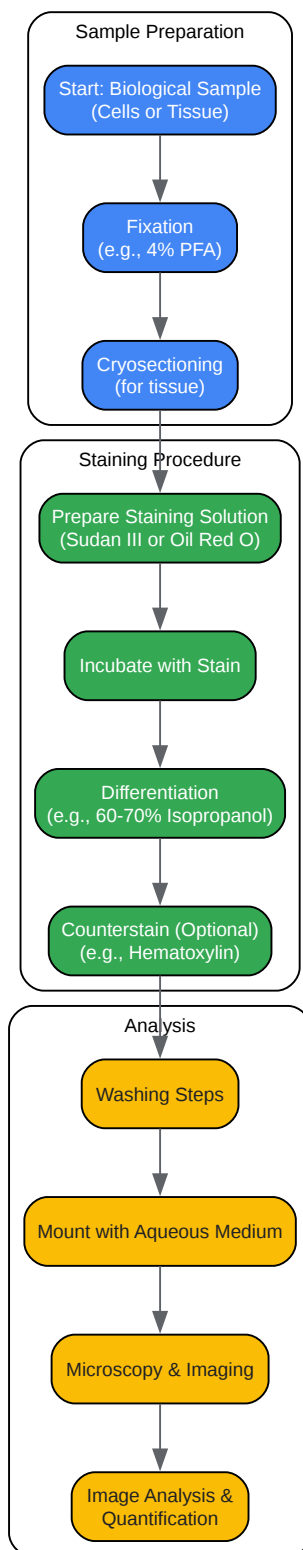 Sample Preparation
Start: Biological Sample
(Cells or Tissue)
Fixation
(e.g., 4% PFA)
Cryosectioning
(for tissue)
Staining Procedure
Prepare Staining Solution
(Sudan III or Oil Red O)
Incubate with Stain
Differentiation
(e.g., 60-70% Isopropanol)
Counterstain (Optional)
(e.g., Hematoxylin)
Analysis
Washing Steps
Mount with Aqueous Medium
Microscopy & Imaging
Image Analysis &
Quantification